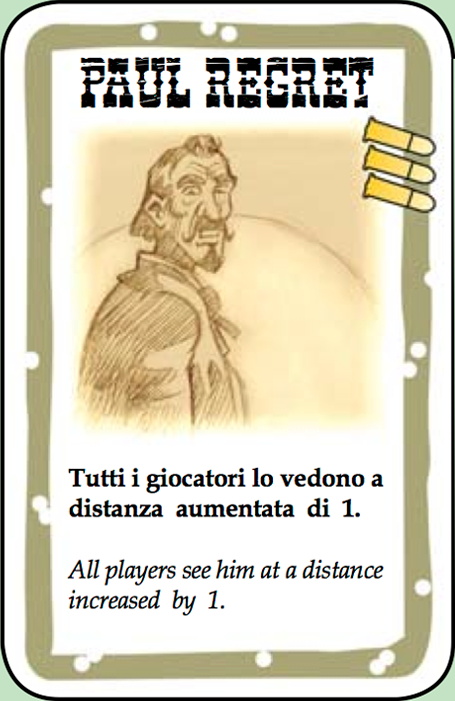 PAUL REGRET
Tutti i giocatori lo vedono a
distanza aumentata di 1.
All players see him at a distance
increased by 1.